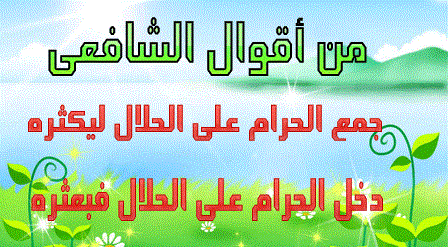 من أقوال الشافعى
جمع الحرام على الحلال ليكثره
دخل الحرام على الحلال فبعثره